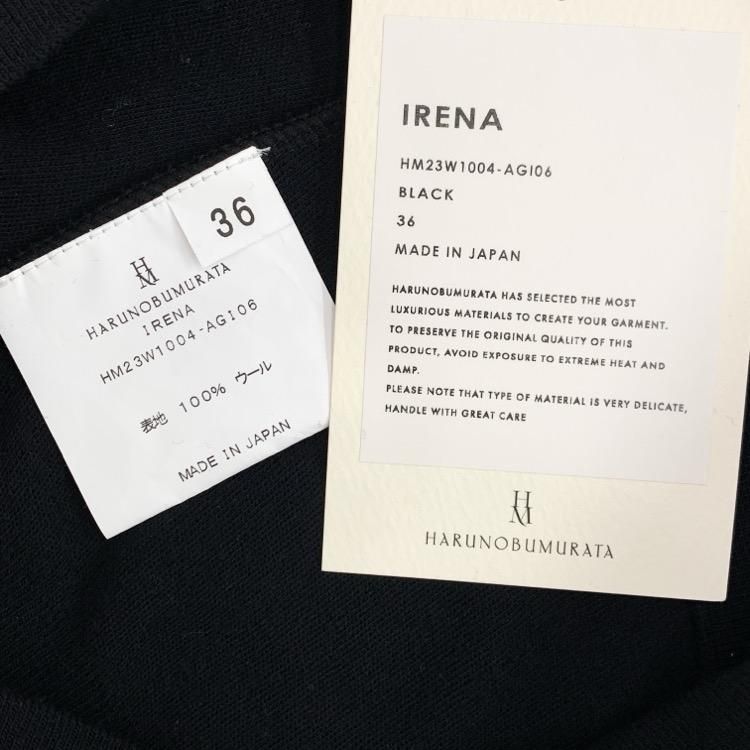 36
HM
HARUNOBUMURATA
IRENA
HM23W1004-AGI06
表地 100% ウール
MADE IN JAPAN
IRENA
HM23W1004-AGI06
BLACK
36
MADE IN JAPAN
HARUNOBUMURATA HAS SELECTED THE MOST
LUXURIOUS MATERIALS TO CREATE YOUR GARMENT.
TO PRESERVE THE ORIGINAL QUALITY OF THIS
PRODUCT, AVOID EXPOSURE TO EXTREME HEAT AND
DAMP.
PLEASE NOTE THAT TYPE OF MATERIAL IS VERY DELICATE,
HANDLE WITH GREAT CARE
HM
HARUNOBUMURATA